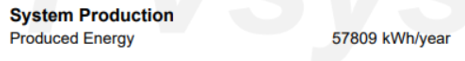 System Production
Produced Energy 57809 kWh/year